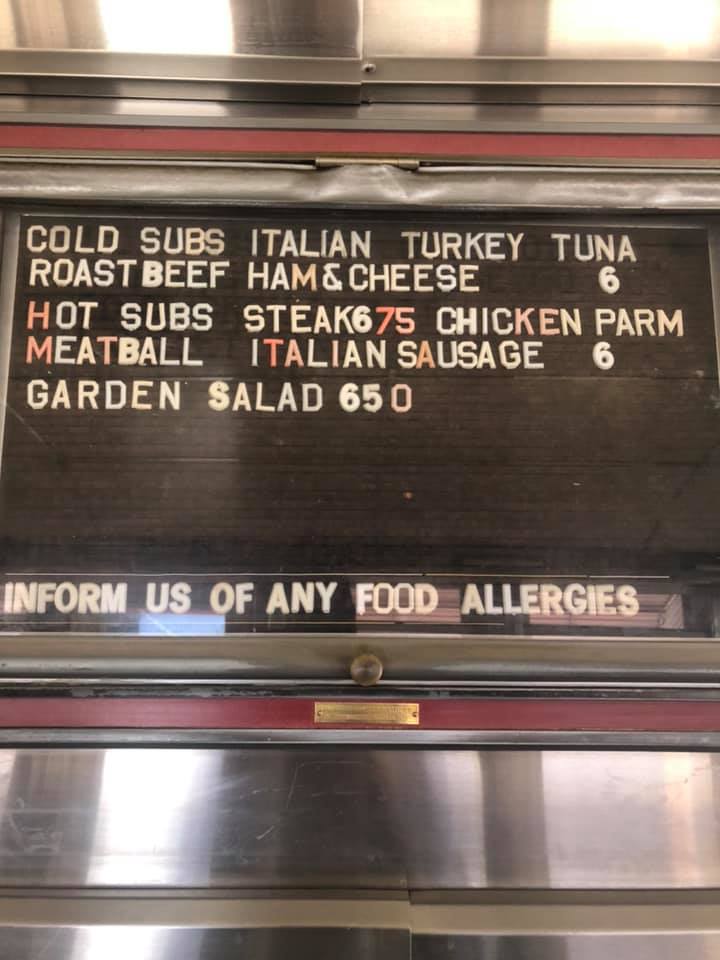 COLD SUBS ITALIAN TURKEY TUNA
ROAST BEEF HAM & CHEESE 6
HOT SUBS STEAK 675 CHICKEN PARM
MEATBALL ITALIAN SAUSAGE 6
GARDEN SALAD 650
INFORM US OF ANY FOOD ALLERGIES